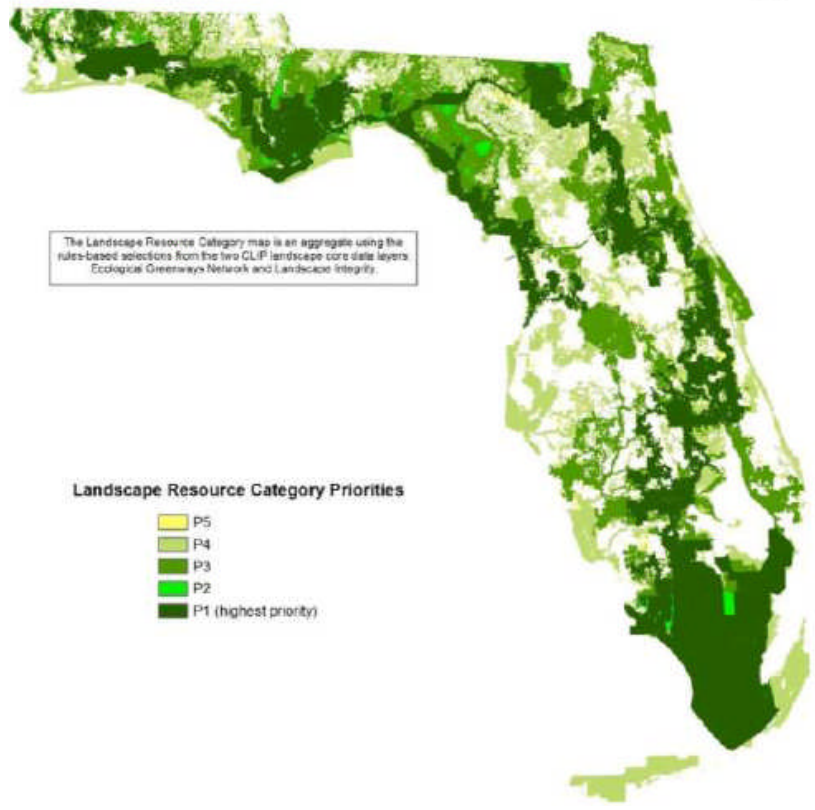 The Landscape Resource Category map is an aggregate using the
rules-based selections from the two CLIP landscape core data layers
Ecological Greenways Network and Landscape Integrity.
Landscape Resource Category Priorities
P5
P4
P3
P2
P1 (highest priority)